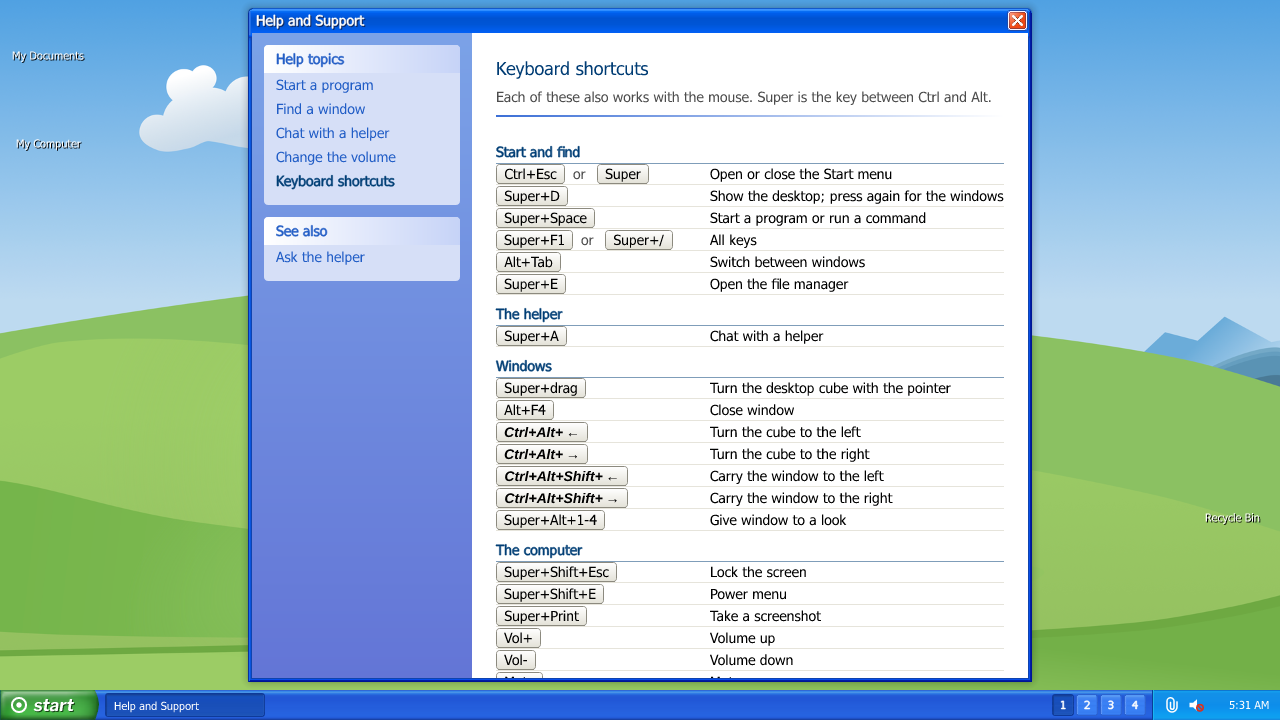 Help and Support
My Documents
My Computer
Recycle Bin
Help topics
Start a program
Find a window
Chat with a helper
Change the volume
Keyboard shortcuts
See also
Ask the helper
Keyboard shortcuts
Each of these also works with the mouse. Super is the key between Ctrl and Alt.
Start and find
Ctrl+Esc or Super Open or close the Start menu
Super+D Show the desktop; press again for the windows
Super+Space Start a program or run a command
Super+F1 or Super+/ All keys
Alt+Tab Switch between windows
Super+E Open the file manager
The helper
Super+A Chat with a helper
Windows
Super+drag Turn the desktop cube with the pointer
Alt+F4 Close window
Ctrl+Alt+ ← Turn the cube to the left
Ctrl+Alt+ → Turn the cube to the right
Ctrl+Alt+Shift+ ← Carry the window to the left
Ctrl+Alt+Shift+ → Carry the window to the right
Super+Alt+1-4 Give window to a look
The computer
Super+Shift+Esc Lock the screen
Super+Shift+E Power menu
Super+Print Take a screenshot
Vol+ Volume up
Vol- Volume down
start Help and Support 1 2 3 4 5:31 AM